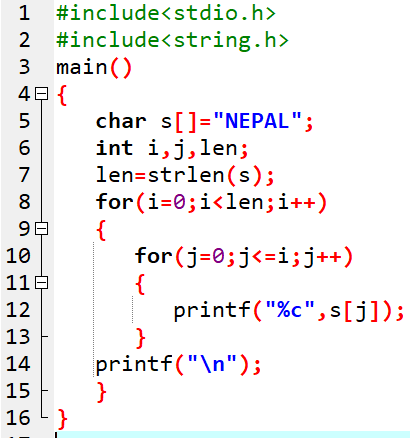 1 #include<stdio.h>
2 #include<string.h>
3 main()
4 {
5 char s[]="NEPAL";
6 int i,j,len;
7 len=strlen(s);
8 for(i=0;i<len;i++)
9 {
10 for(j=0;j<=i;j++)
11 {
12 printf("%c",s[j]);
13 }
14 printf("\n");
15 }
16 }